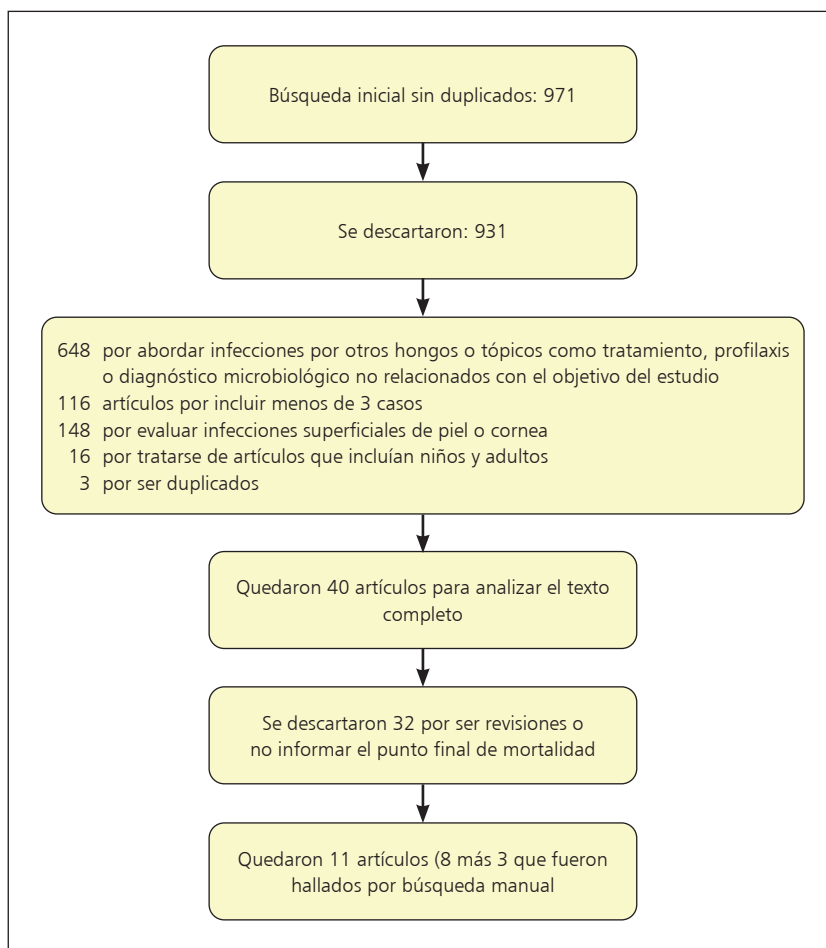 Búsqueda inicial sin duplicados: 971
Se descartaron: 931
648 por abordar infecciones por otros hongos o tópicos como tratamiento, profilaxis
o diagnóstico microbiológico no relacionados con el objetivo del estudio
116 artículos por incluir menos de 3 casos
148 por evaluar infecciones superficiales de piel o cornea
16 por tratarse de artículos que incluían niños y adultos
3 por ser duplicados
Quedaron 40 artículos para analizar el texto
completo
Se descartaron 32 por ser revisiones o
no informar el punto final de mortalidad
Quedaron 11 artículos (8 más 3 que fueron
hallados por búsqueda manual